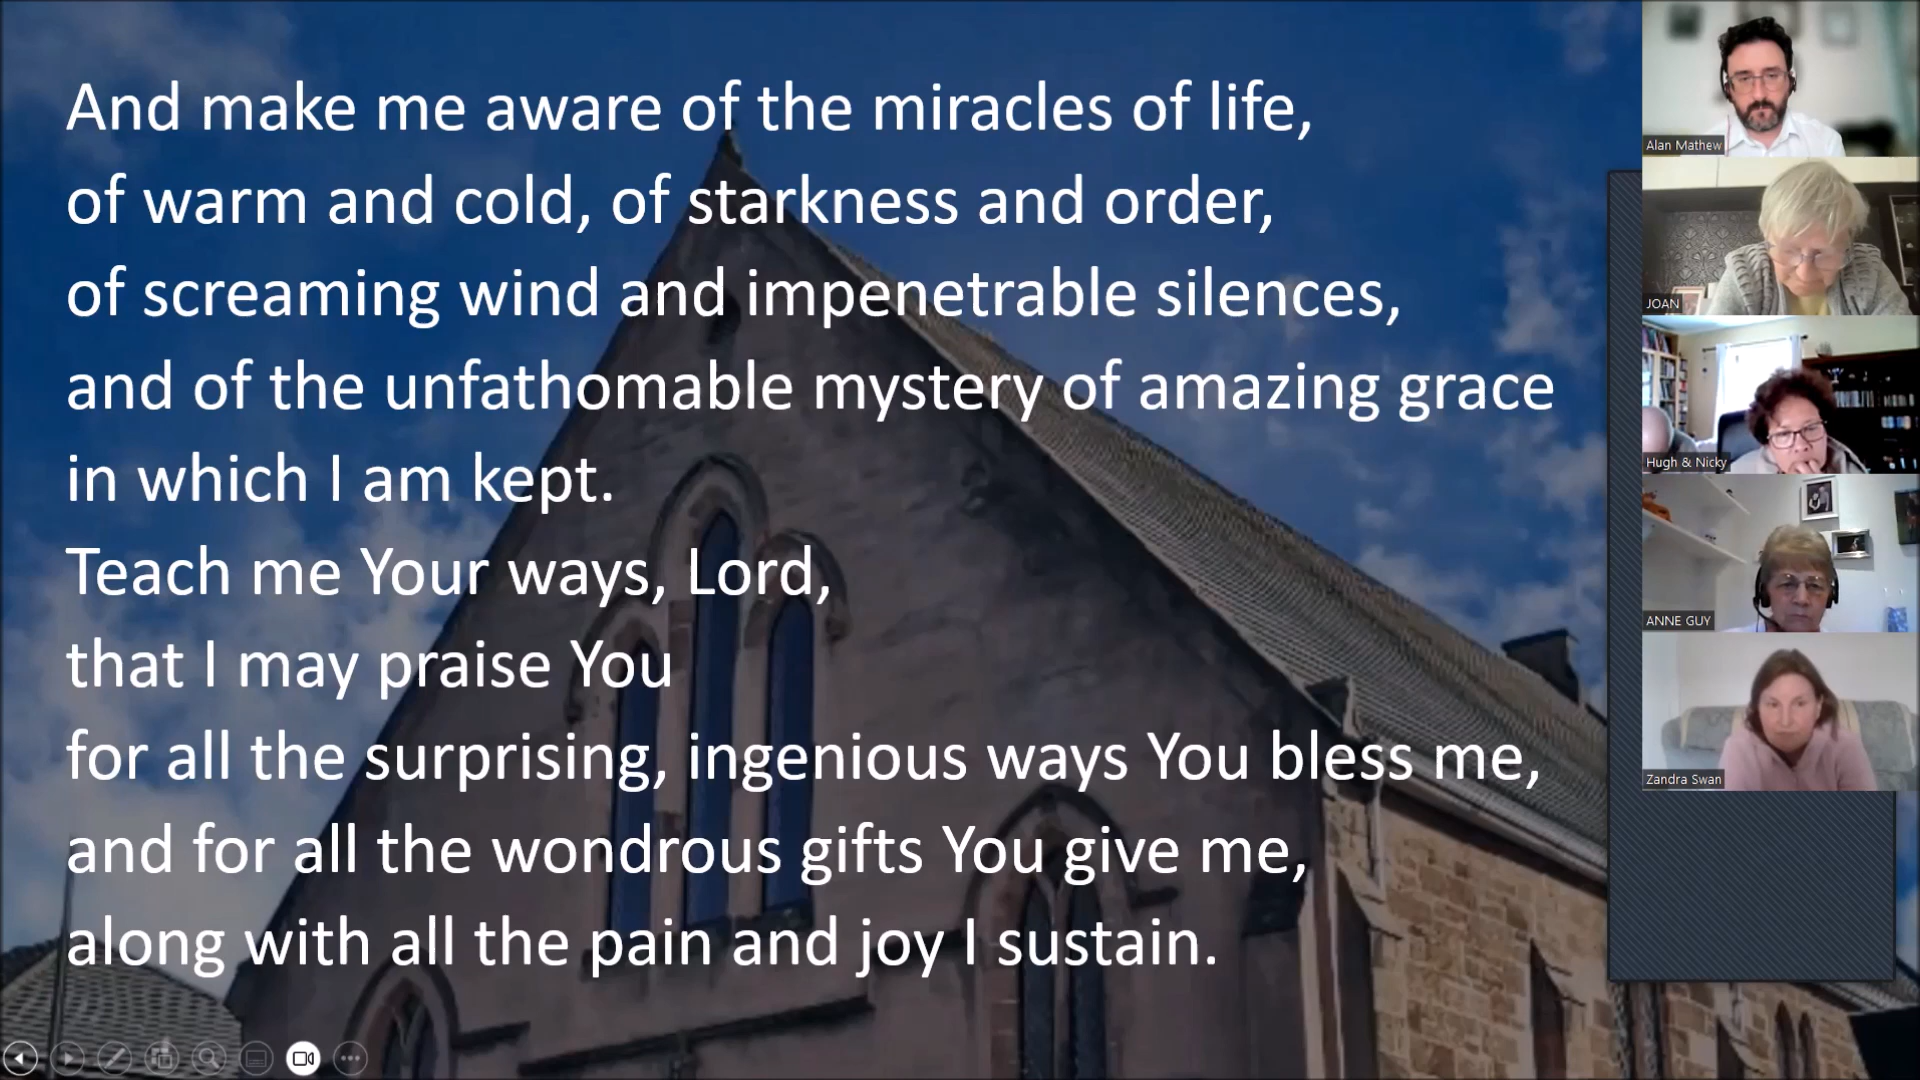 And make me aware of the miracles of life,
of warm and cold, of starkness and order,
of screaming wind and impenetrable silences,
and of the unfathomable mystery of amazing grace
in which I am kept.
Teach me Your ways, Lord,
that I may praise You
for all the surprising, ingenious ways You bless me,
and for all the wondrous gifts You give me,
along with all the pain and joy I sustain.
Alan Mathew
JOAN
Hugh & Nicky
ANNE GUY
Zandra Swan